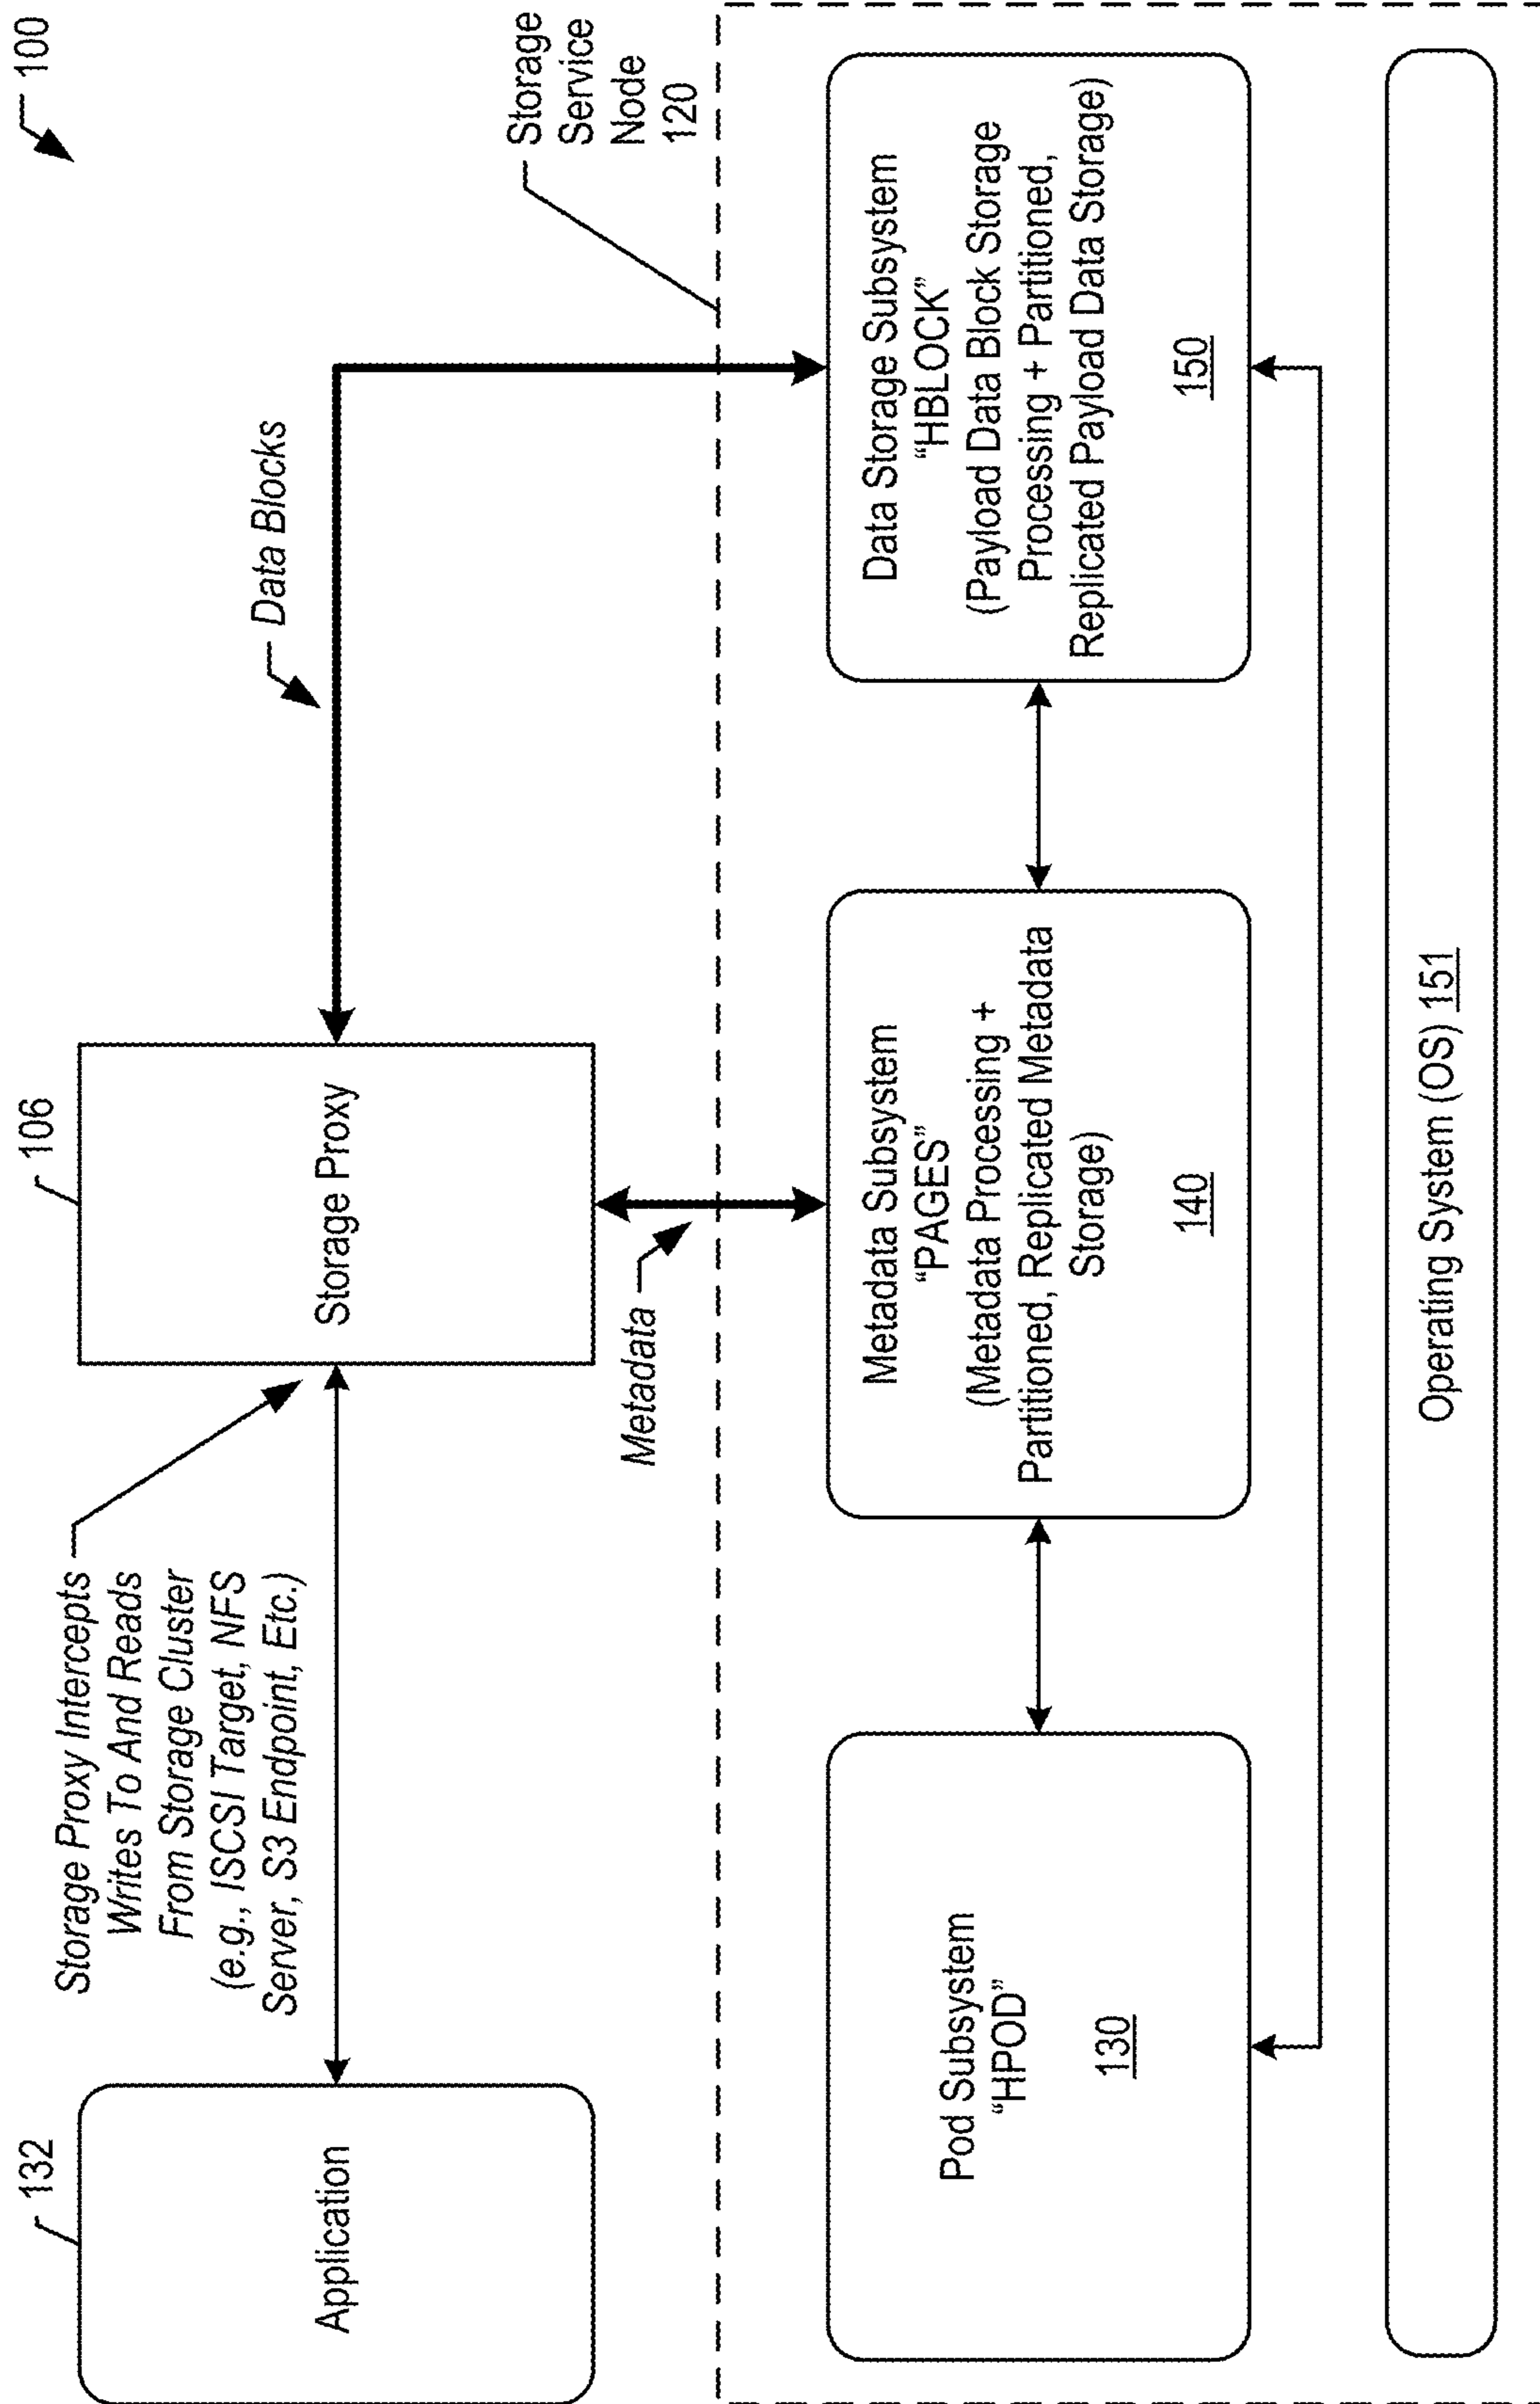 100
132
Application
Storage Proxy Intercepts
Writes To And Reads
From Storage Cluster
(e.g., ISCSI Target, NFS
Server, S3 Endpoint, Etc.)
106
Storage Proxy
Data Blocks
Metadata
Storage
Service
Node
120
Pod Subsystem
“HPOD”
130
Metadata Subsystem
“PAGES”
(Metadata Processing +
Partitioned, Replicated Metadata
Storage)
140
Data Storage Subsystem
“HBLOCK”
(Payload Data Block Storage
Processing + Partitioned,
Replicated Payload Data Storage)
150
Operating System (OS) 151